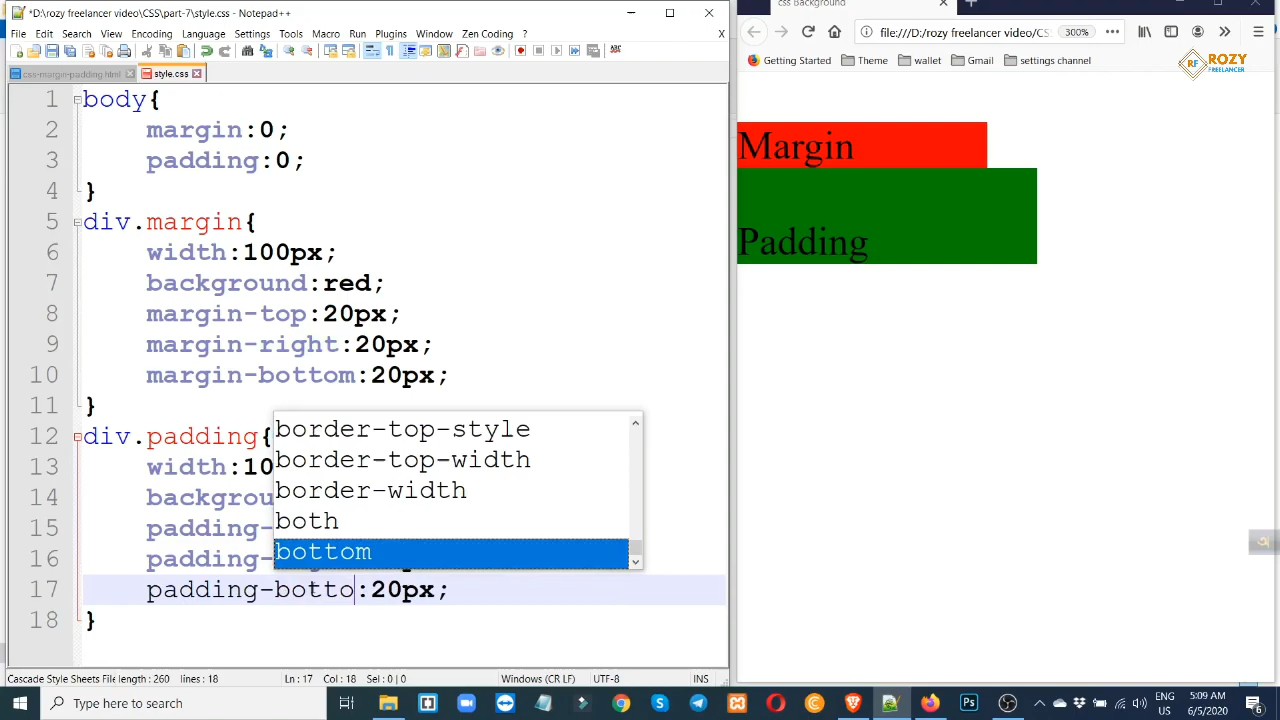 *D:\rozy freelancer video\CSS\part-7\style.css - Notepad++
File Edit Search View Encoding Language Settings Tools Macro Run Plugins Window Zen Coding ? X
css-margin-padding.html style.css
1 body{
2 margin:0;
3 padding:0;
4 }
5 div.margin{
6 width:100px;
7 background:red;
8 margin-top:20px;
9 margin-right:20px;
10 margin-bottom:20px;
11 }
12 div.padding{
13 width:10
14 backgrou
15 padding-
16 padding-
17 padding-botto:20px;
18 }
border-top-style
border-top-width
border-width
both
bottom
Cascade Style Sheets File length : 260 lines : 18 Ln : 17 Col : 18 Sel : 0 | 0 Windows (CR LF) UTF-8 INS
css Background
file:///D:/rozy freelancer video/CS 300%
Getting Started Theme wallet Gmail settings channel
RF ROZY
FREELANCER
Margin
Padding
অ
Type here to search
ENG
US
5:09 AM
6/5/2020
6